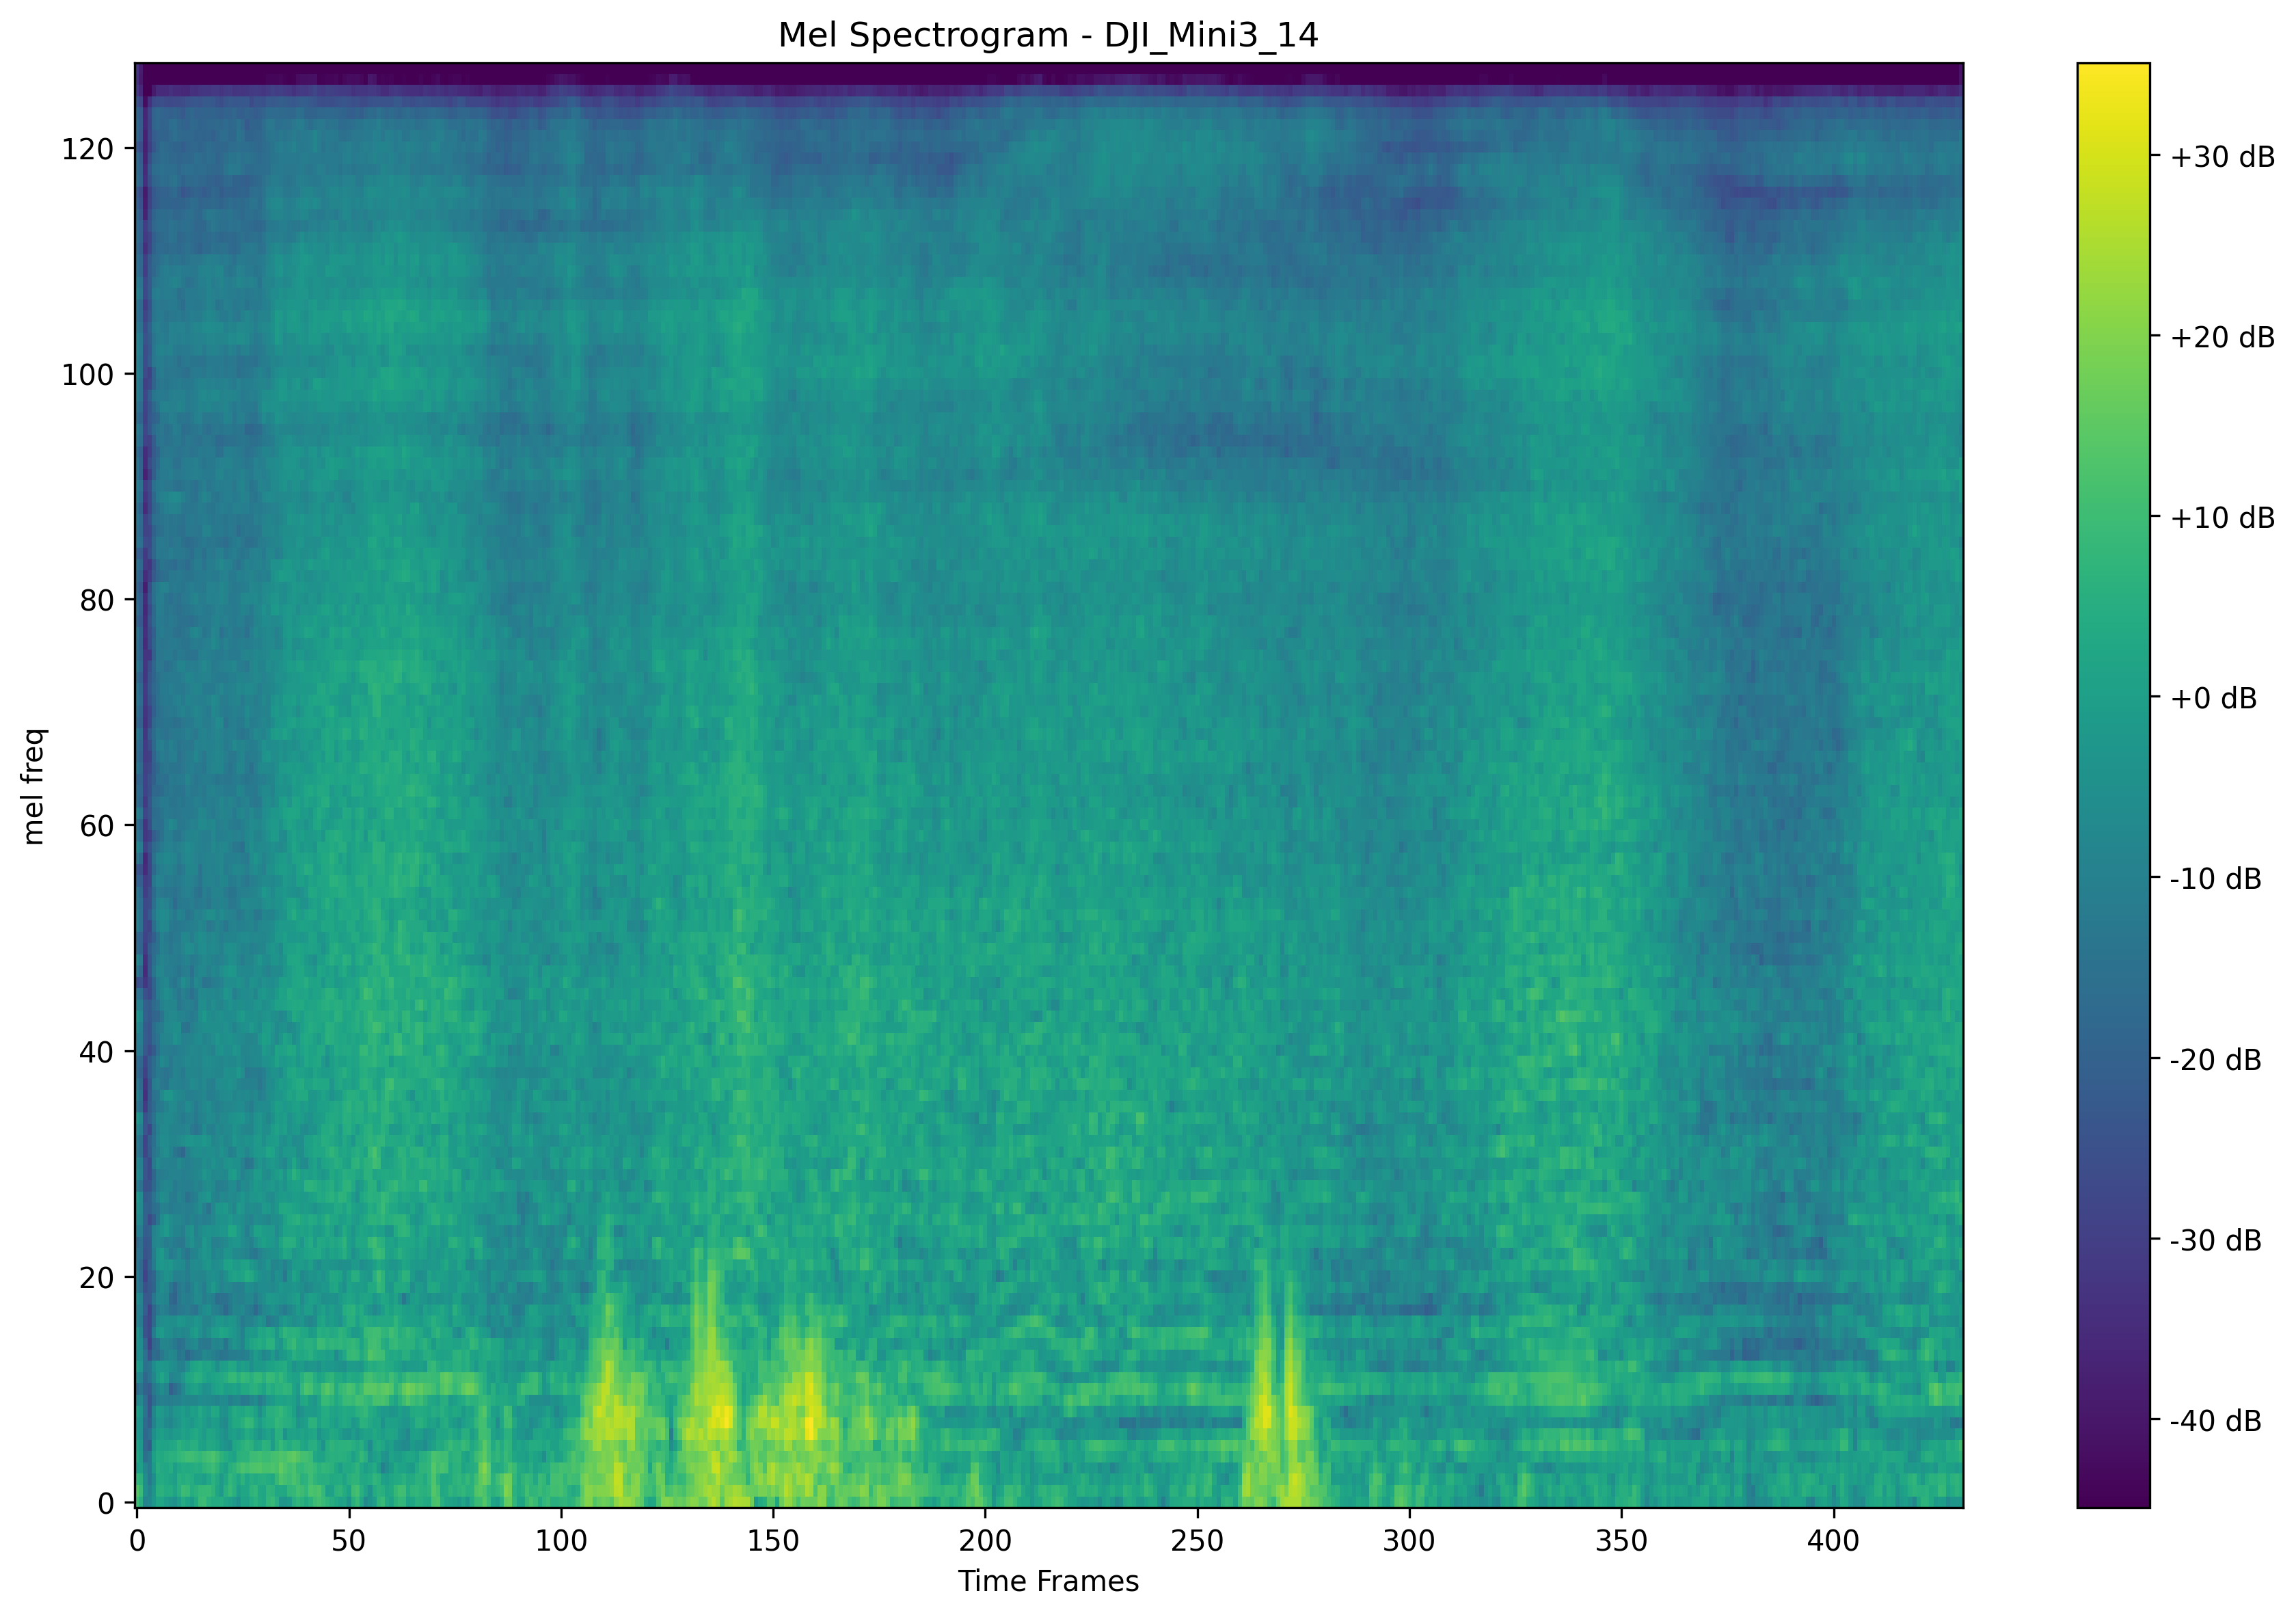 Mel Spectrogram - DJI_Mini3_14
mel freq
120
100
80
60
40
20
0
0 50 100 150 200 250 300 350 400
Time Frames
+30 dB
+20 dB
+10 dB
+0 dB
-10 dB
-20 dB
-30 dB
-40 dB